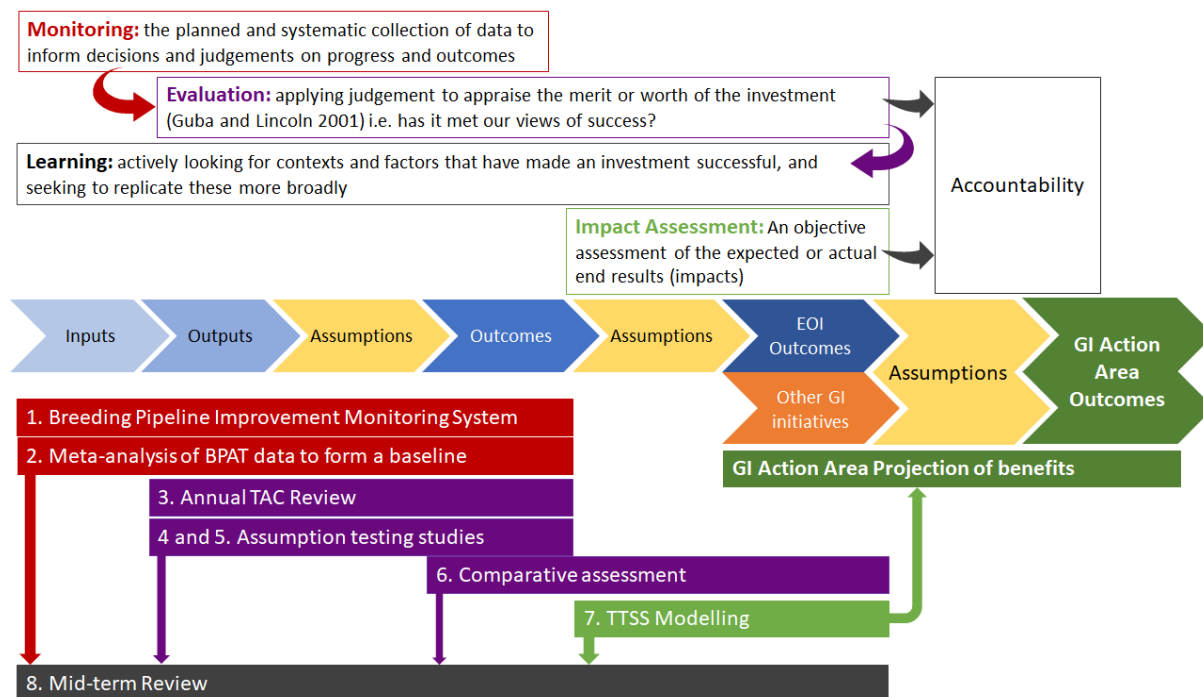 Monitoring: the planned and systematic collection of data to
inform decisions and judgements on progress and outcomes
Evaluation: applying judgement to appraise the merit or worth of the investment
(Guba and Lincoln 2001) i.e. has it met our views of success?
Learning: actively looking for contexts and factors that have made an investment successful, and
seeking to replicate these more broadly
Accountability
Impact Assessment: An objective
assessment of the expected or actual
end results (impacts)
Inputs
Outputs
Assumptions
Outcomes
Assumptions
EOI
Outcomes
Other GI
initiatives
Assumptions
GI Action
Area
Outcomes
1. Breeding Pipeline Improvement Monitoring System
2. Meta-analysis of BPAT data to form a baseline
GI Action Area Projection of benefits
3. Annual TAC Review
4 and 5. Assumption testing studies
6. Comparative assessment
7. TTSS Modelling
8. Mid-term Review